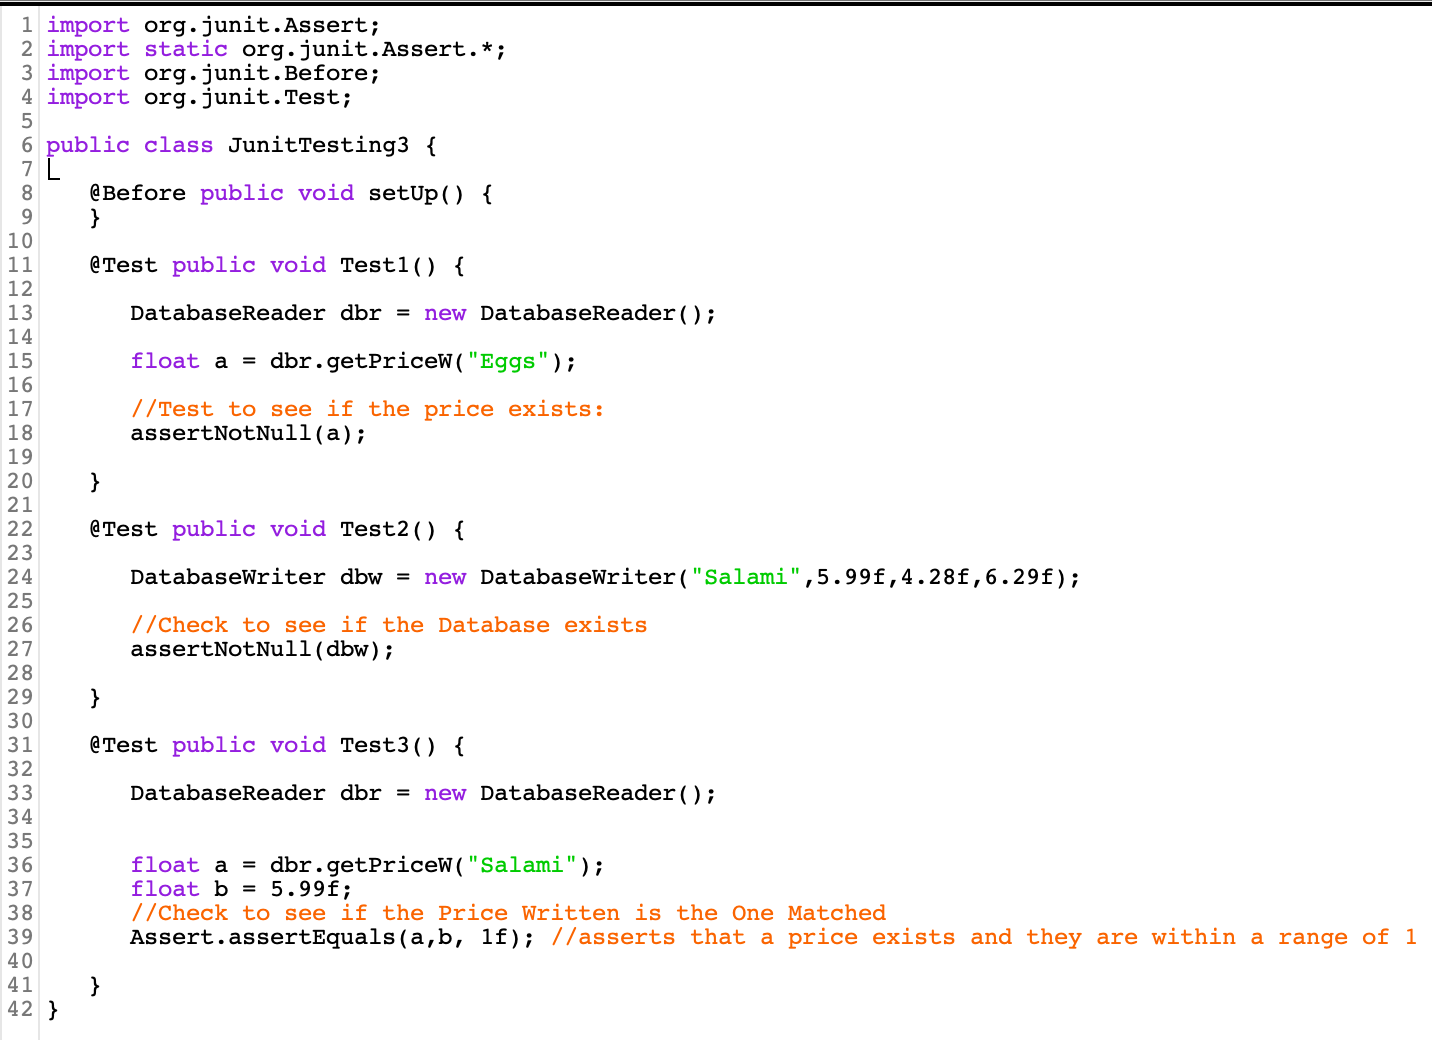 1 import org.junit.Assert;
2 import static org.junit.Assert.*;
3 import org.junit.Before;
4 import org.junit.Test;
5
6 public class JunitTesting3 {
7
8    @Before public void setUp() {
9    }
10
11    @Test public void Test1() {
12
13       DatabaseReader dbr = new DatabaseReader();
14
15       float a = dbr.getPriceW("Eggs");
16
17       //Test to see if the price exists:
18       assertNotNull(a);
19
20    }
21
22    @Test public void Test2() {
23
24       DatabaseWriter dbw = new DatabaseWriter("Salami",5.99f,4.28f,6.29f);
25
26       //Check to see if the Database exists
27       assertNotNull(dbw);
28
29    }
30
31    @Test public void Test3() {
32
33       DatabaseReader dbr = new DatabaseReader();
34
35
36       float a = dbr.getPriceW("Salami");
37       float b = 5.99f;
38       //Check to see if the Price Written is the One Matched
39       Assert.assertEquals(a,b, 1f); //asserts that a price exists and they are within a range of 1
40
41    }
42 }